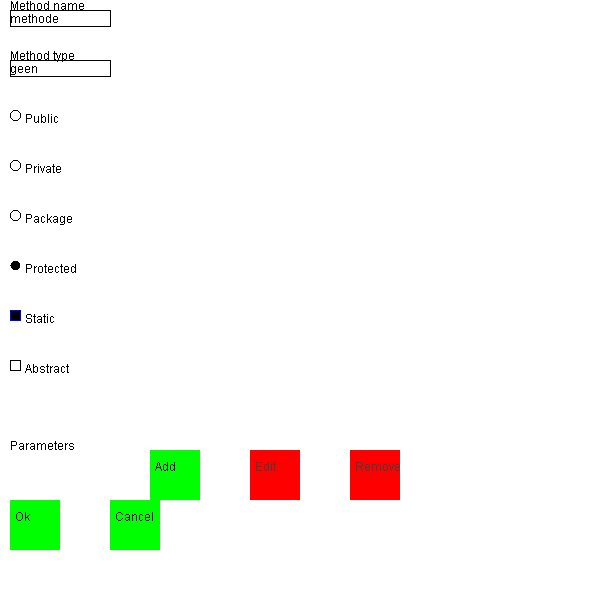 Method name
methode
Method type
geen
Public
Private
Package
Protected
Static
Abstract
Parameters
Add Edit Remove
Ok Cancel